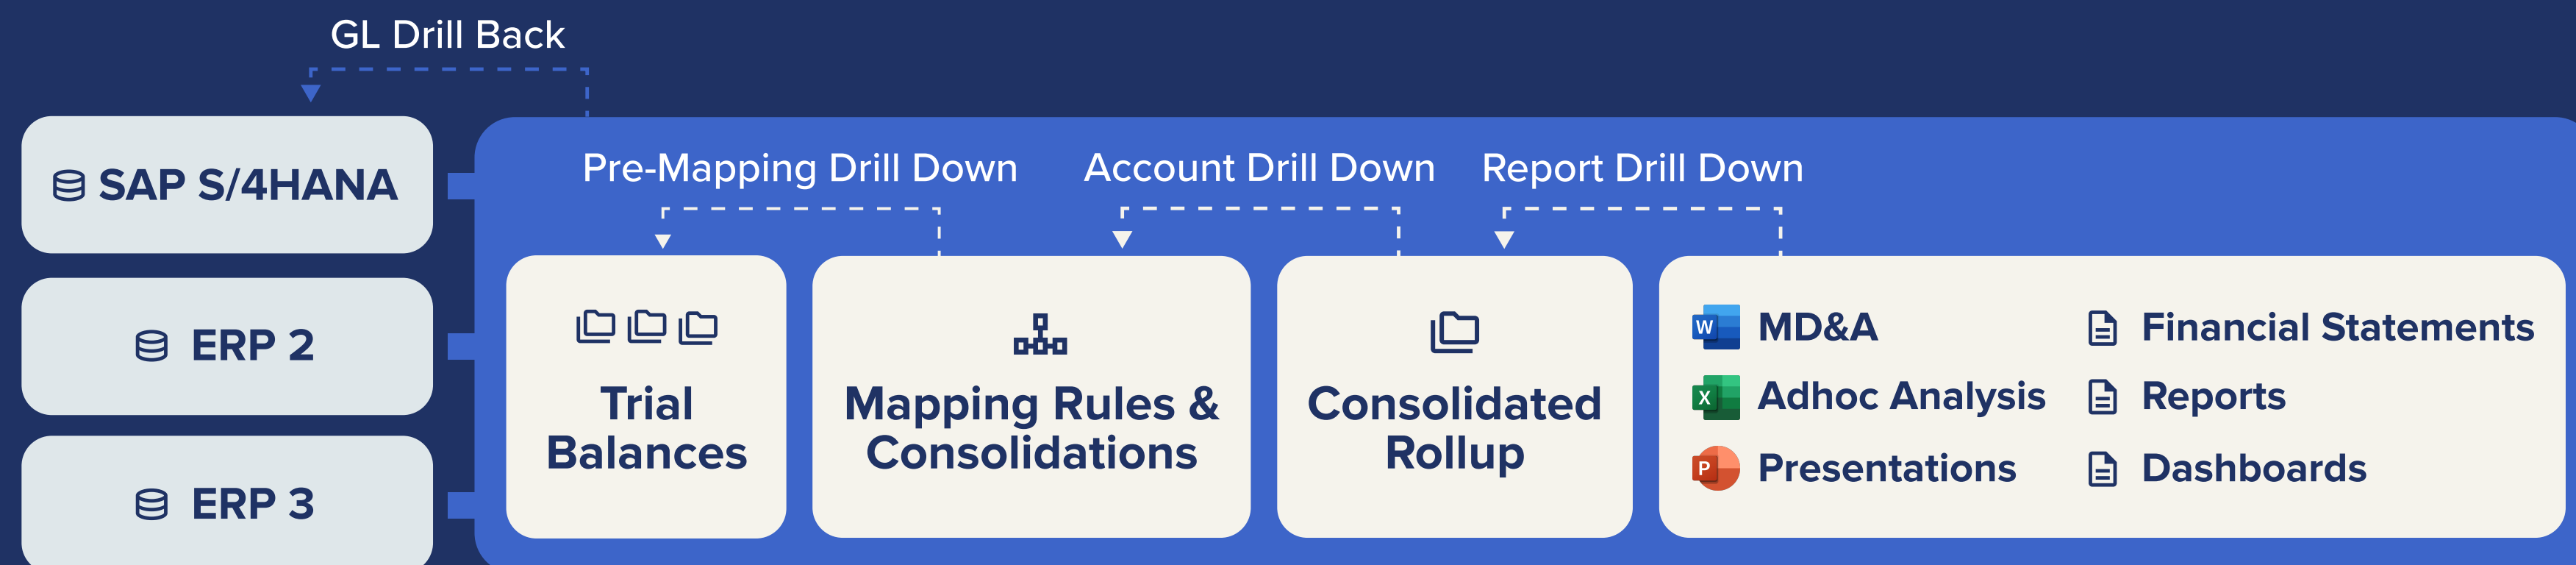 GL Drill Back
SAP S/4HANA
ERP 2
ERP 3
Pre-Mapping Drill Down
Account Drill Down
Report Drill Down
Trial
Balances
Mapping Rules &
Consolidations
Consolidated
Rollup
W
MD&A
X
Adhoc Analysis
P
Presentations
Financial Statements
Reports
Dashboards